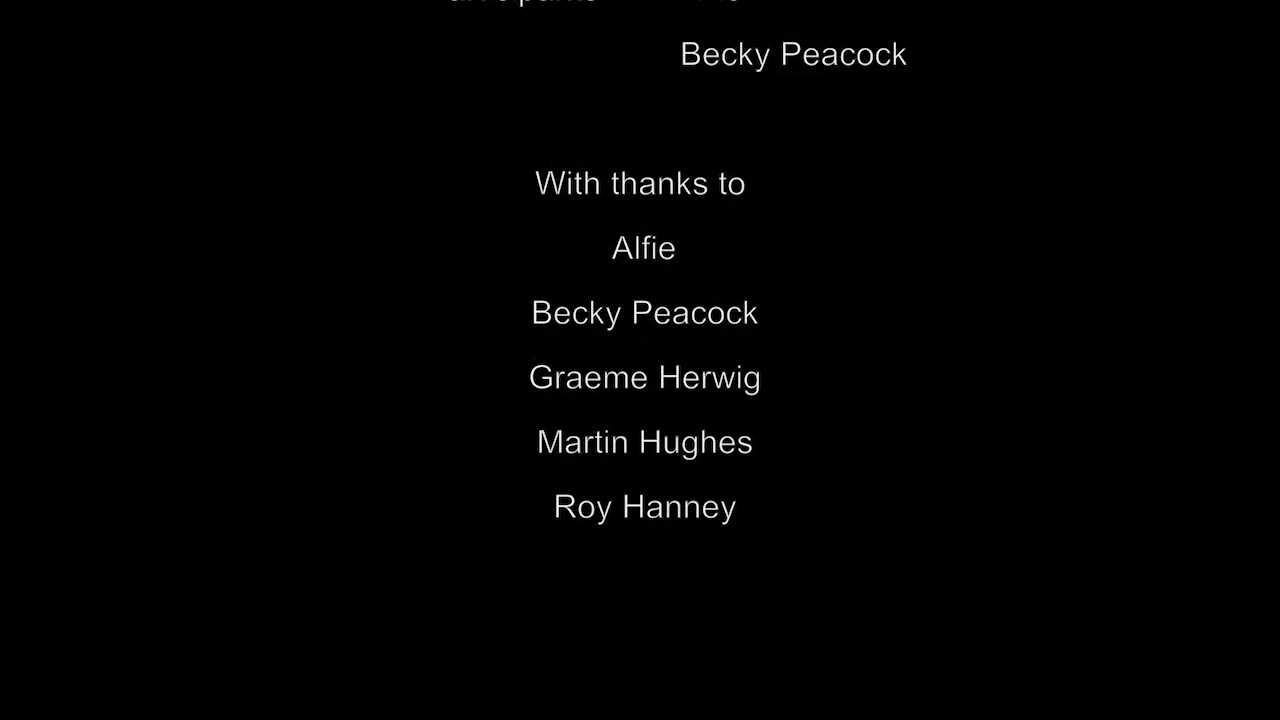 Becky Peacock
With thanks to
Alfie
Becky Peacock
Graeme Herwig
Martin Hughes
Roy Hanney